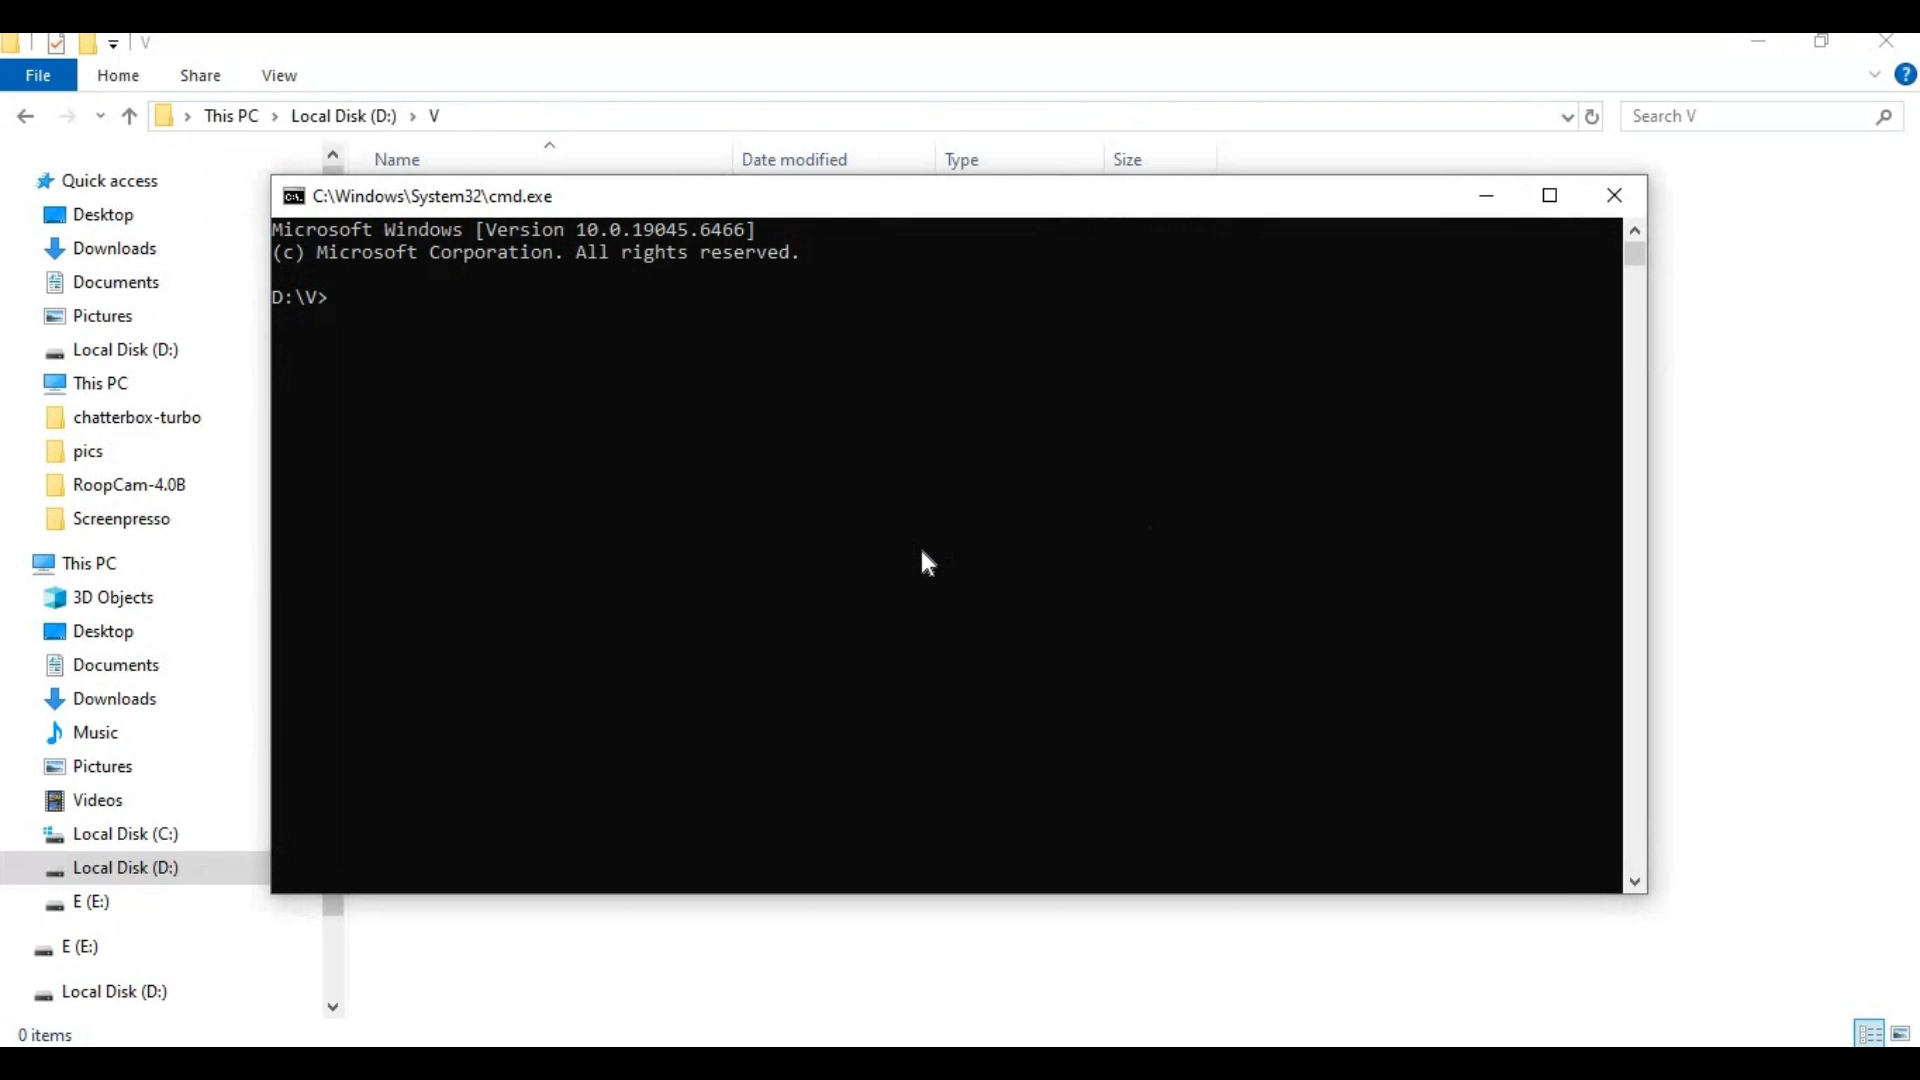 V
File Home Share View
This PC Local Disk (D:) V
Search V
Name Date modified Type Size
Quick access
Desktop
Downloads
Documents
Pictures
Local Disk (D:)
This PC
chatterbox-turbo
pics
RoopCam-4.0B
Screenpresso
This PC
3D Objects
Desktop
Documents
Downloads
Music
Pictures
Videos
Local Disk (C:)
Local Disk (D:)
E (E:)
E (E:)
Local Disk (D:)
0 items
C:\Windows\System32\cmd.exe
Microsoft Windows [Version 10.0.19045.6466]
(c) Microsoft Corporation. All rights reserved.
D:\V>